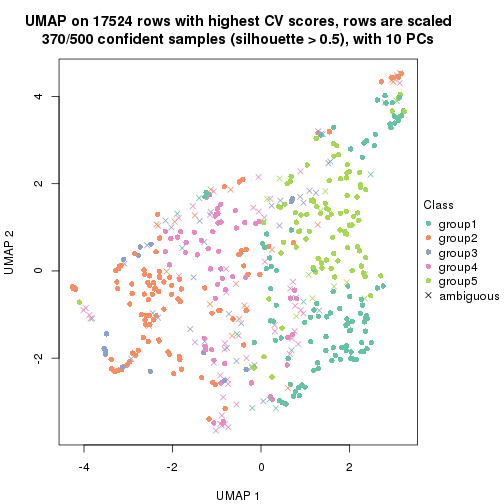 UMAP on 17524 rows with highest CV scores, rows are scaled
370/500 confident samples (silhouette > 0.5), with 10 PCs
4
2
0
-2
UMAP 2
-4
-2
0
2
UMAP 1
Class
group1
group2
group3
group4
group5
ambiguous